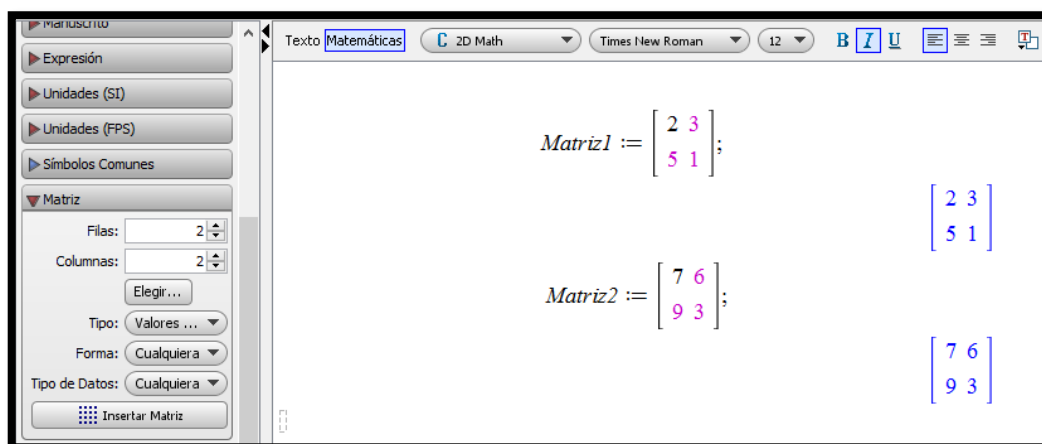 Manuscrito
Expresión
Unidades (SI)
Unidades (FPS)
Símbolos Comunes
Matriz
Filas: 2
Columnas: 2
Elegir...
Tipo: Valores ...
Forma: Cualquiera
Tipo de Datos: Cualquiera
Insertar Matriz
Texto Matemáticas C 2D Math Times New Roman 12 B I U T
Matriz1 := [ 2 3
5 1 ];
[ 2 3
5 1 ]
Matriz2 := [ 7 6
9 3 ];
[ 7 6
9 3 ]